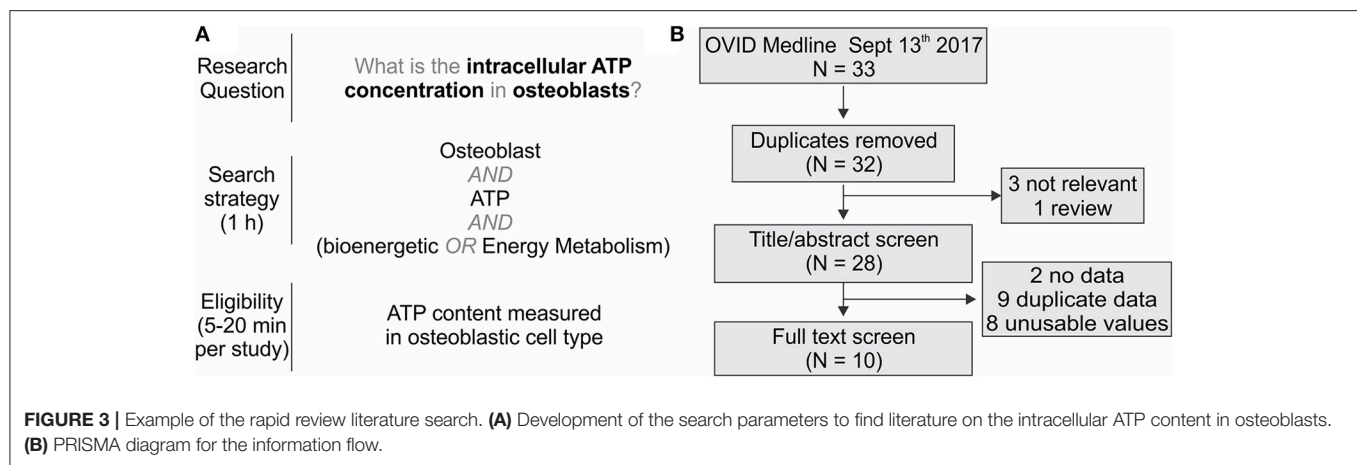 A
Research
Question
What is the intracellular ATP
concentration in osteoblasts?
Search
strategy
(1 h)
Osteoblast
AND
ATP
AND
(bioenergetic OR Energy Metabolism)
Eligibility
(5-20 min
per study)
ATP content measured
in osteoblastic cell type
B
OVID Medline Sept 13th 2017
N = 33
Duplicates removed
(N = 32)
3 not relevant
1 review
Title/abstract screen
(N = 28)
2 no data
9 duplicate data
8 unusable values
Full text screen
(N = 10)
FIGURE 3 | Example of the rapid review literature search. (A) Development of the search parameters to find literature on the intracellular ATP content in osteoblasts.
(B) PRISMA diagram for the information flow.